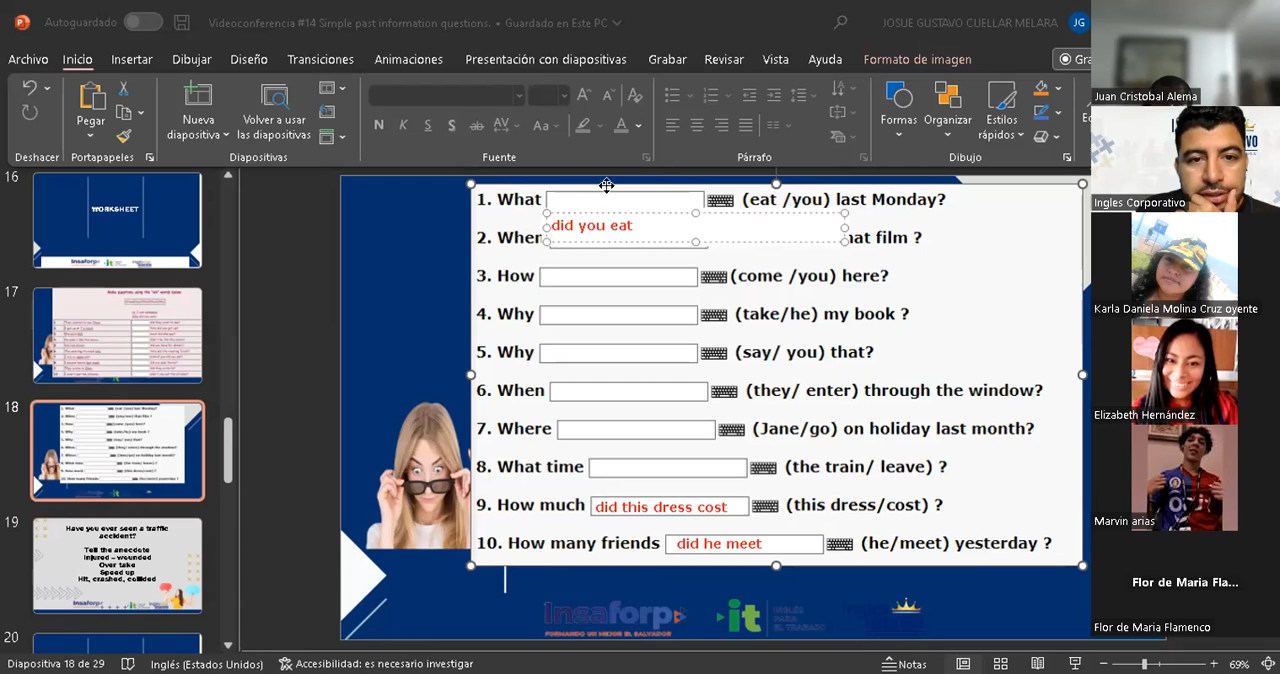 Autoguardado
Videoconferencia #14 Simple past information questions. • Guardado en Este PC
JOSUE GUSTAVO CUELLAR MELARA
JG
Archivo Inicio Insertar Dibujar Diseño Transiciones Animaciones Presentación con diapositivas Grabar Revisar Vista Ayuda Formato de imagen
Pegar
Nueva diapositiva
Volver a usar las diapositivas
N K S S ab AV Aa A
Formas Organizar Estilos rápidos
Deshacer Portapapeles Diapositivas Fuente Párrafo Dibujo
16
WORKSHEET
17
18
19
Have you ever seen a traffic accident?
Tell the anecdote
Injured - wounded
Over take
Speed up
Hit, crashed, collided
20
1. What (eat /you) last Monday?
did you eat
2. When hat film ?
3. How (come /you) here?
4. Why (take/he) my book ?
5. Why (say/ you) that?
6. When (they/ enter) through the window?
7. Where (Jane/go) on holiday last month?
8. What time (the train/ leave) ?
9. How much did this dress cost (this dress/cost) ?
10. How many friends did he meet (he/meet) yesterday ?
Insaforp
FORMANDO UN MEJOR EL SALVADOR
it
INGLÉS
PARA
EL TRABAJO
Juan Cristobal Alema
Ingles Corporativo
Karla Daniela Molina Cruz oyente
Elizabeth Hernández
Marvin arias
Flor de Maria Fla...
Flor de Maria Flamenco
Diapositiva 18 de 29
Inglés (Estados Unidos)
Accesibilidad: es necesario investigar
Notas
69%